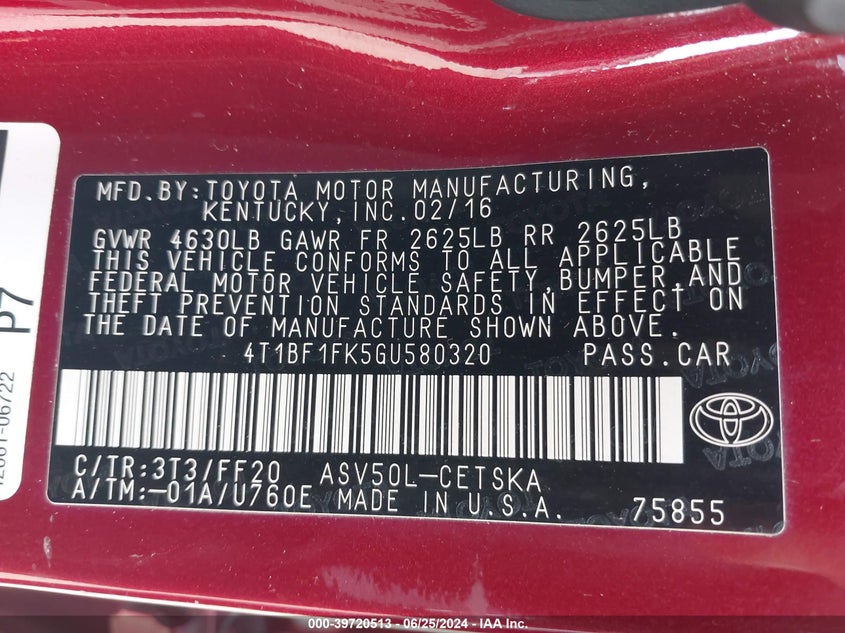 MFD.BY:TOYOTA MOTOR MANUFACTURING,
KENTUCKY,INC.02/16
GVWR 4630LB GAWR FR 2625LB RR 2625LB
THIS VEHICLE CONFORMS TO ALL APPLICABLE
FEDERAL MOTOR VEHICLE SAFETY,BUMPER,AND
THEFT PREVENTION STANDARDS IN EFFECT ON
THE DATE OF MANUFACTURE SHOWN ABOVE.
4T1BF1FK5GU580320 PASS.CAR
C/TR:3T3/FF20 ASV50L-CETSKA
A/TM:-01A/U760E MADE IN U.S.A. 75855
P7
06/22
000-39720513 - 06/25/2024 - IAA Inc.